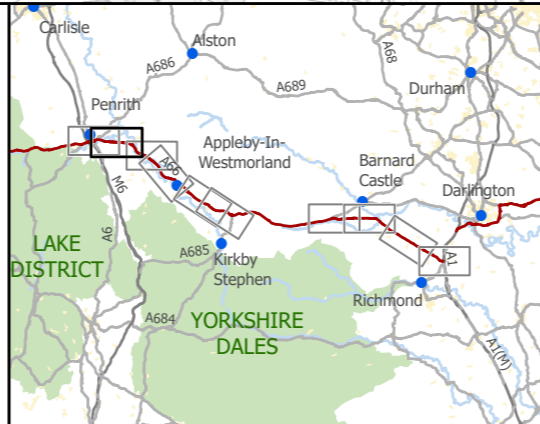 Carlisle
Alston
A68
A686
A689
Durham
Penrith
Appleby-In-
Westmorland
Barnard
Castle
Darlington
A66
M6
A6
LAKE
DISTRICT
A685
Kirkby
Stephen
A1
Richmond
A684
YORKSHIRE
DALES
A1(M)